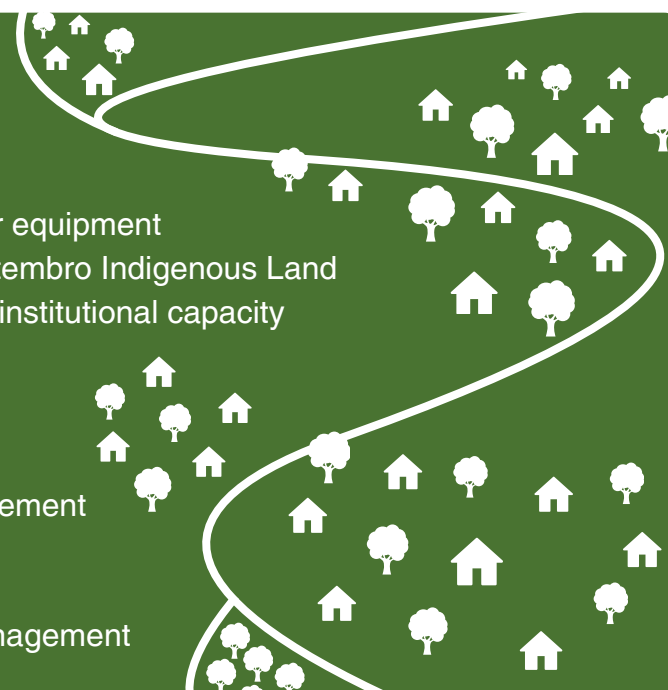 r equipment
tembro Indigenous Land
institutional capacity
ement
nagement